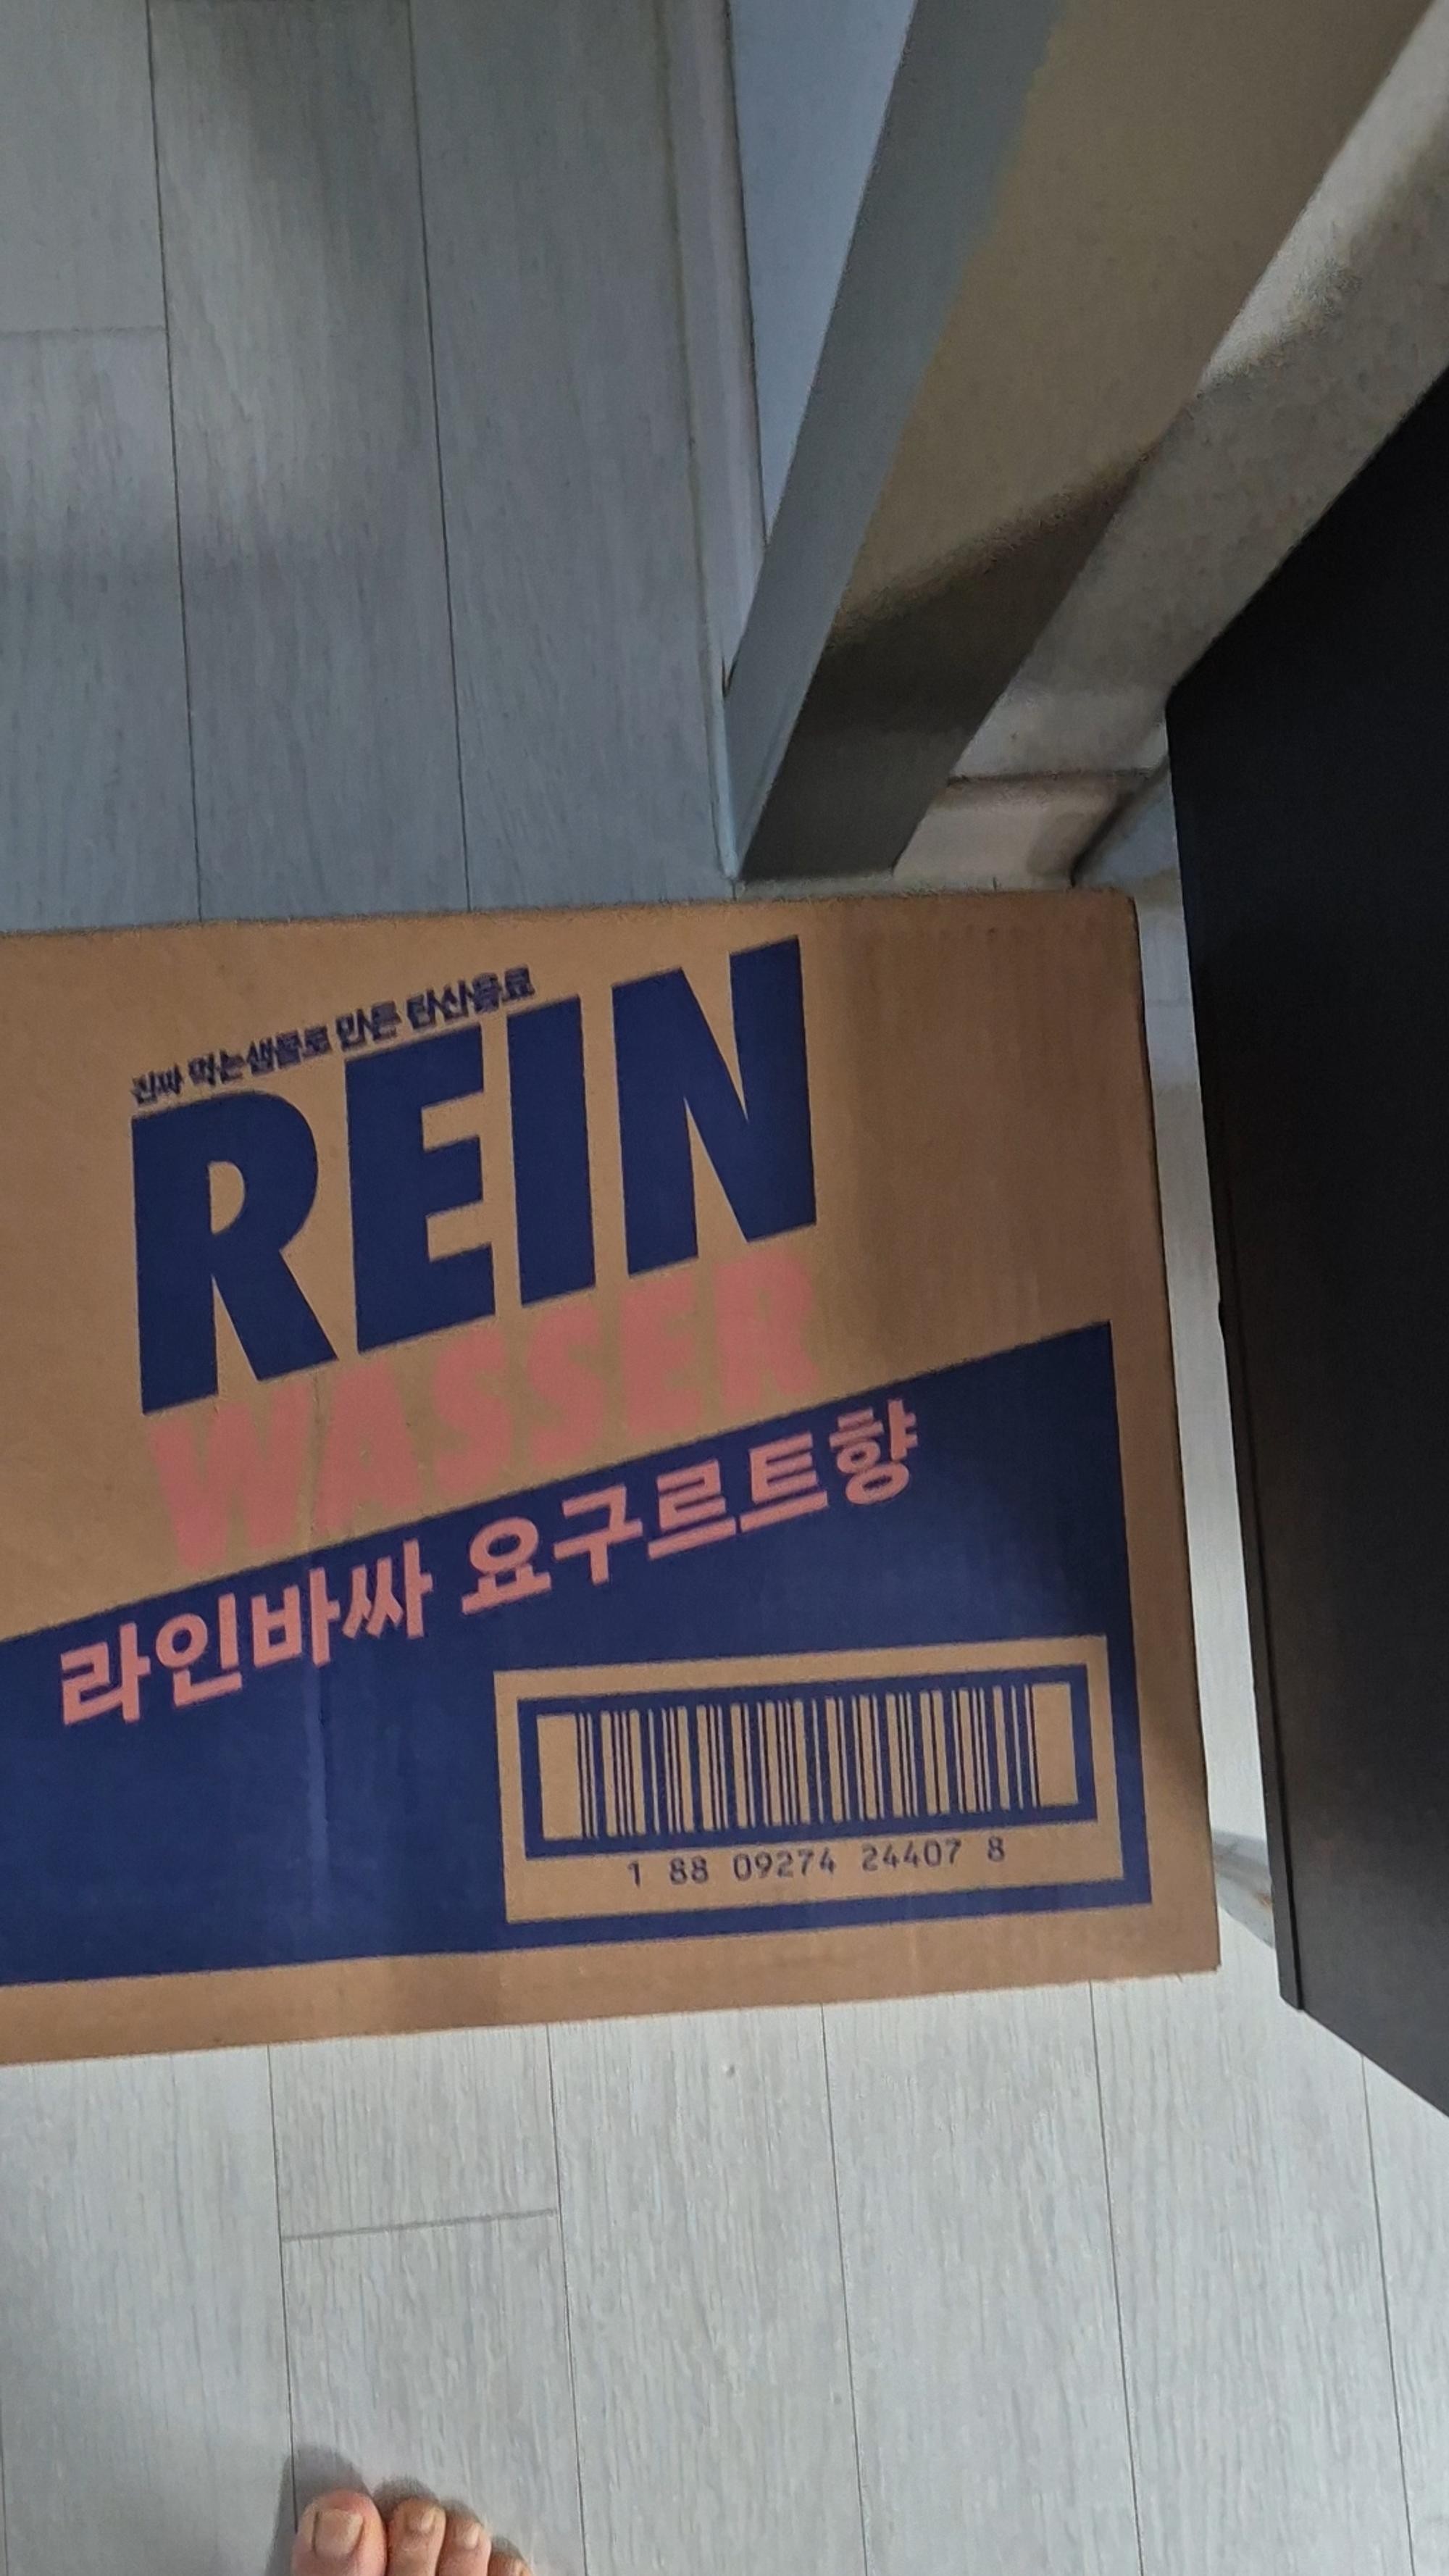 진짜 먹는샘물로 만든 탄산음료
REIN
WASSER
라인바싸 요구르트향
1 88 09274 24407 8